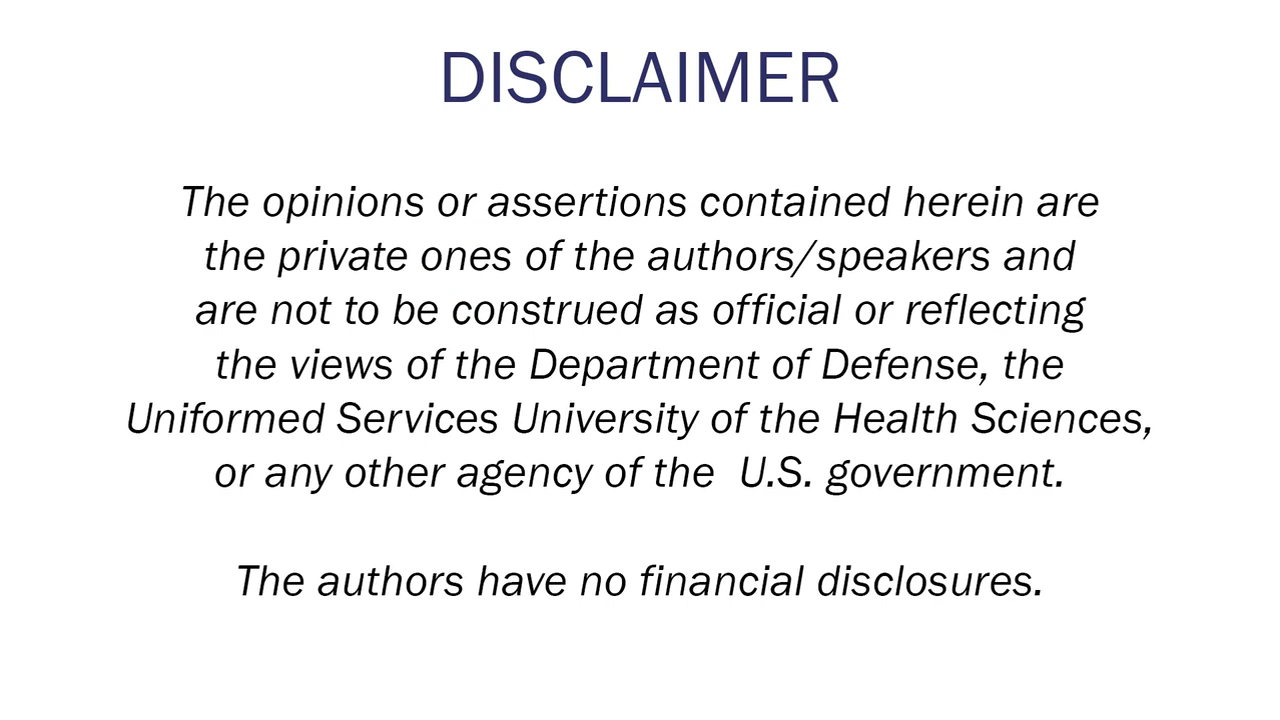 DISCLAIMER
The opinions or assertions contained herein are
the private ones of the authors/speakers and
are not to be construed as official or reflecting
the views of the Department of Defense, the
Uniformed Services University of the Health Sciences,
or any other agency of the  U.S. government.
The authors have no financial disclosures.